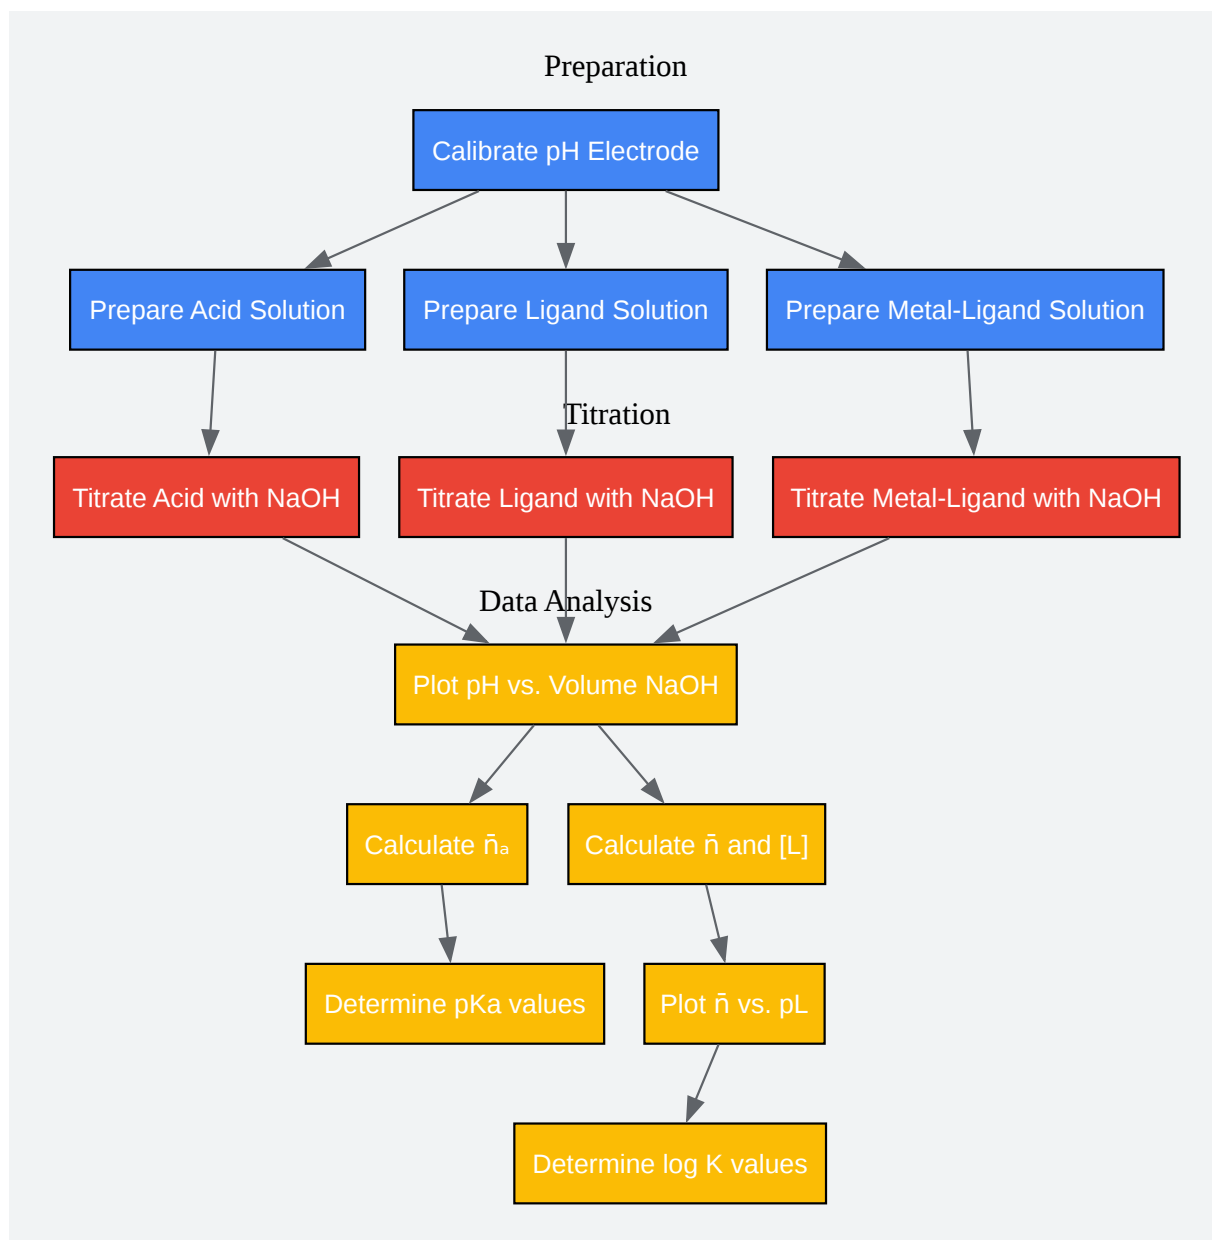 Preparation
Calibrate pH Electrode
Prepare Acid Solution
Prepare Ligand Solution
Prepare Metal-Ligand Solution
Titration
Titrate Acid with NaOH
Titrate Ligand with NaOH
Titrate Metal-Ligand with NaOH
Data Analysis
Plot pH vs. Volume NaOH
Calculate n̄ₐ
Calculate n̄ and [L]
Determine pKa values
Plot n̄ vs. pL
Determine log K values